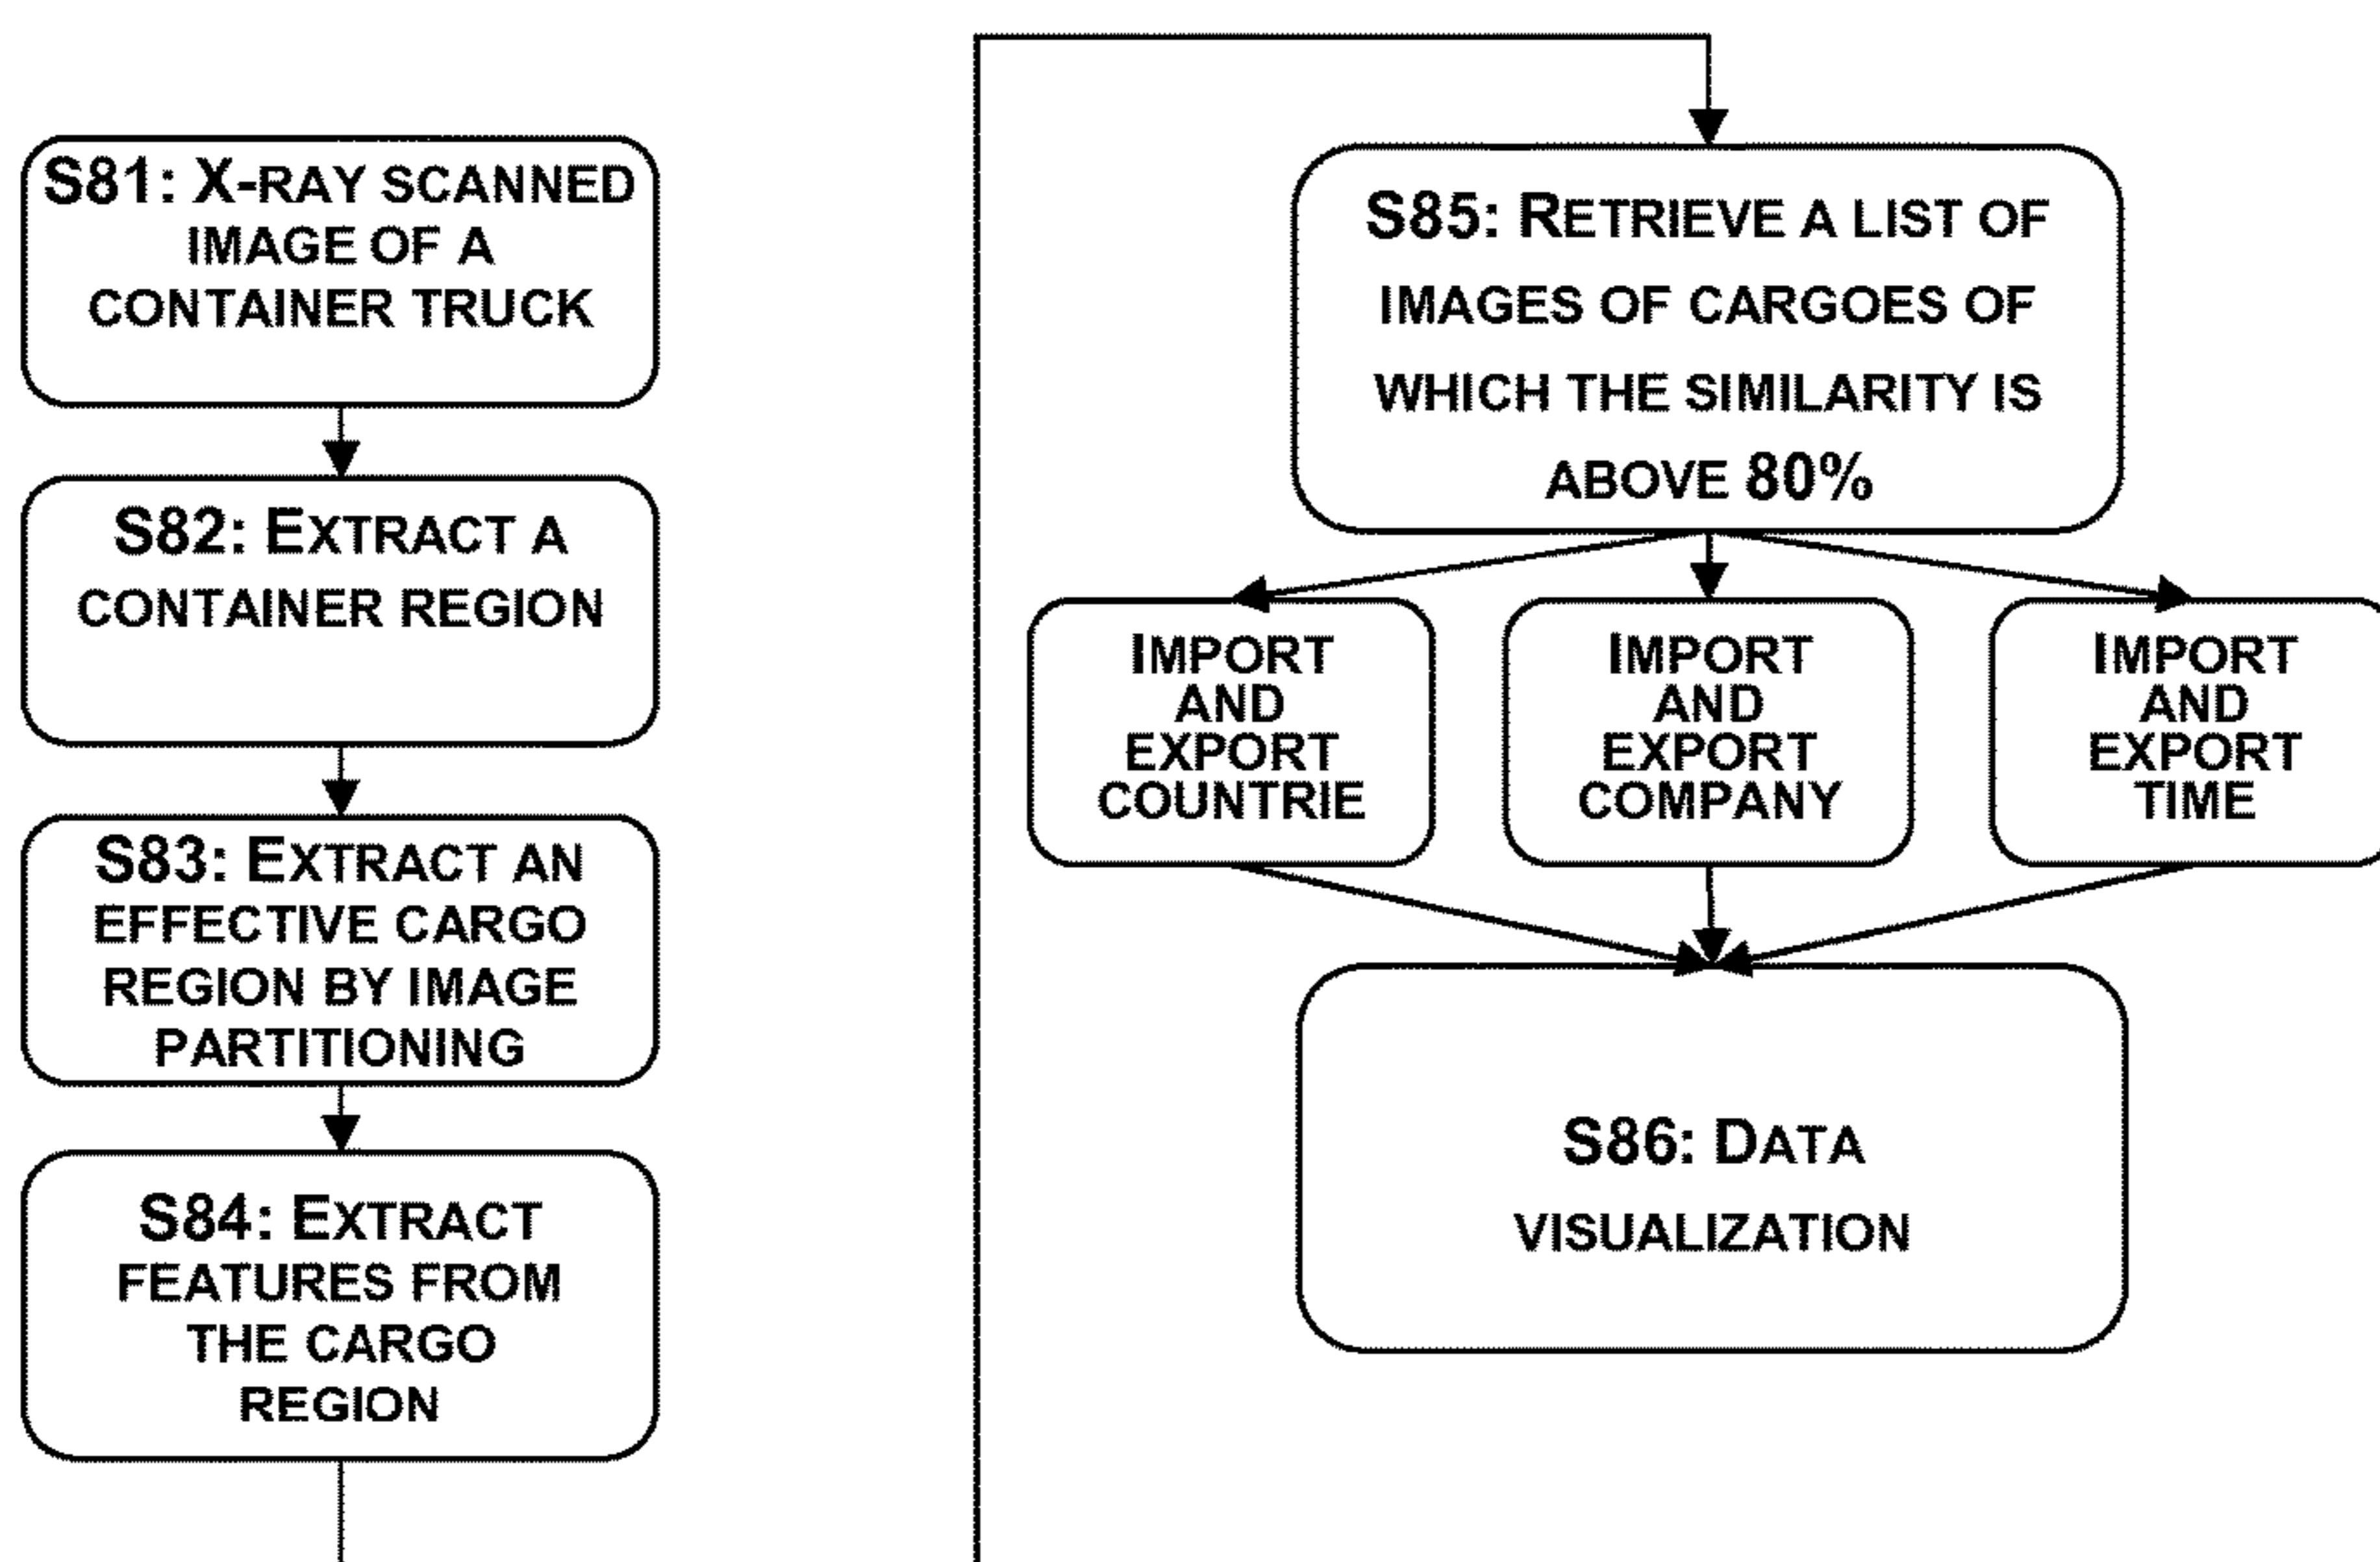 S81: X-RAY SCANNED
IMAGE OF A
CONTAINER TRUCK
S82: EXTRACT A
CONTAINER REGION
S83: EXTRACT AN
EFFECTIVE CARGO
REGION BY IMAGE
PARTITIONING
S84: EXTRACT
FEATURES FROM
THE CARGO
REGION
S85: RETRIEVE A LIST OF
IMAGES OF CARGOES OF
WHICH THE SIMILARITY IS
ABOVE 80%
IMPORT
AND
EXPORT
COUNTRIE
IMPORT
AND
EXPORT
COMPANY
IMPORT
AND
EXPORT
TIME
S86: DATA
VISUALIZATION